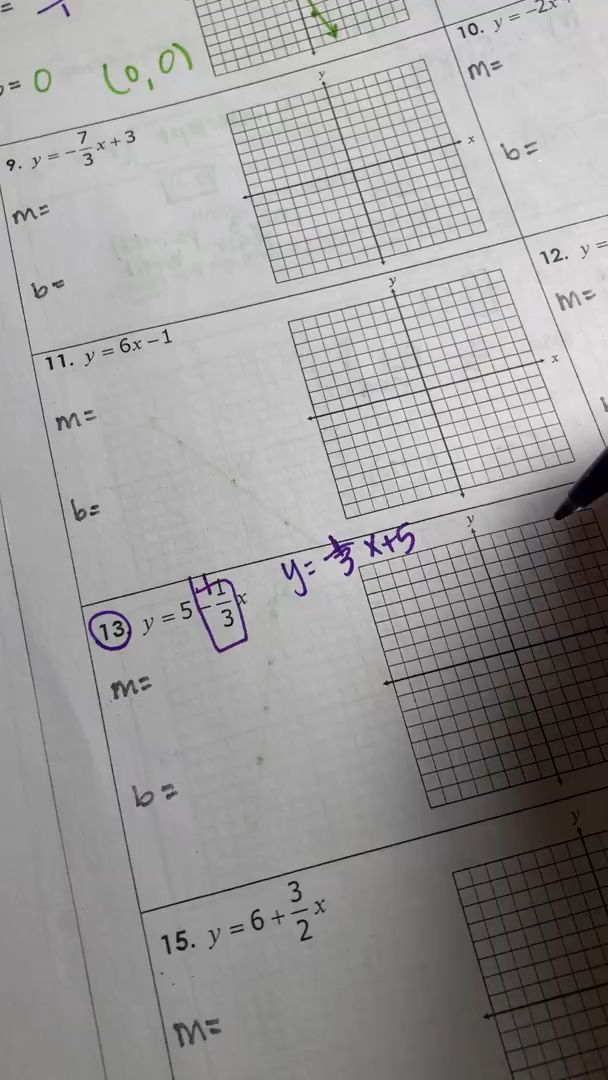 = 0 (0,0)
9. y = -7/3 x + 3
m=
b=
10. y = -2x
m=
b=
11. y = 6x - 1
m=
b=
12. y =
m=
13. y = 5 - 1/3 x
y = -1/3 x+5
m=
b=
15. y = 6 + 3/2 x
m=
y
x
y
x
y
y